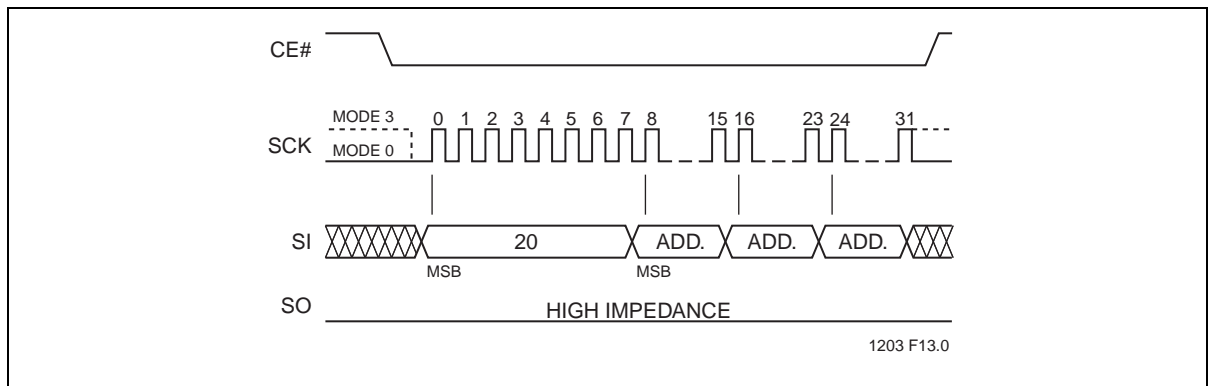 CE#
MODE 3
0 1 2 3 4 5 6 7 8 15 16 23 24 31
SCK
MODE 0
SI
20
ADD.
ADD.
ADD.
MSB
MSB
SO
HIGH IMPEDANCE
1203 F13.0